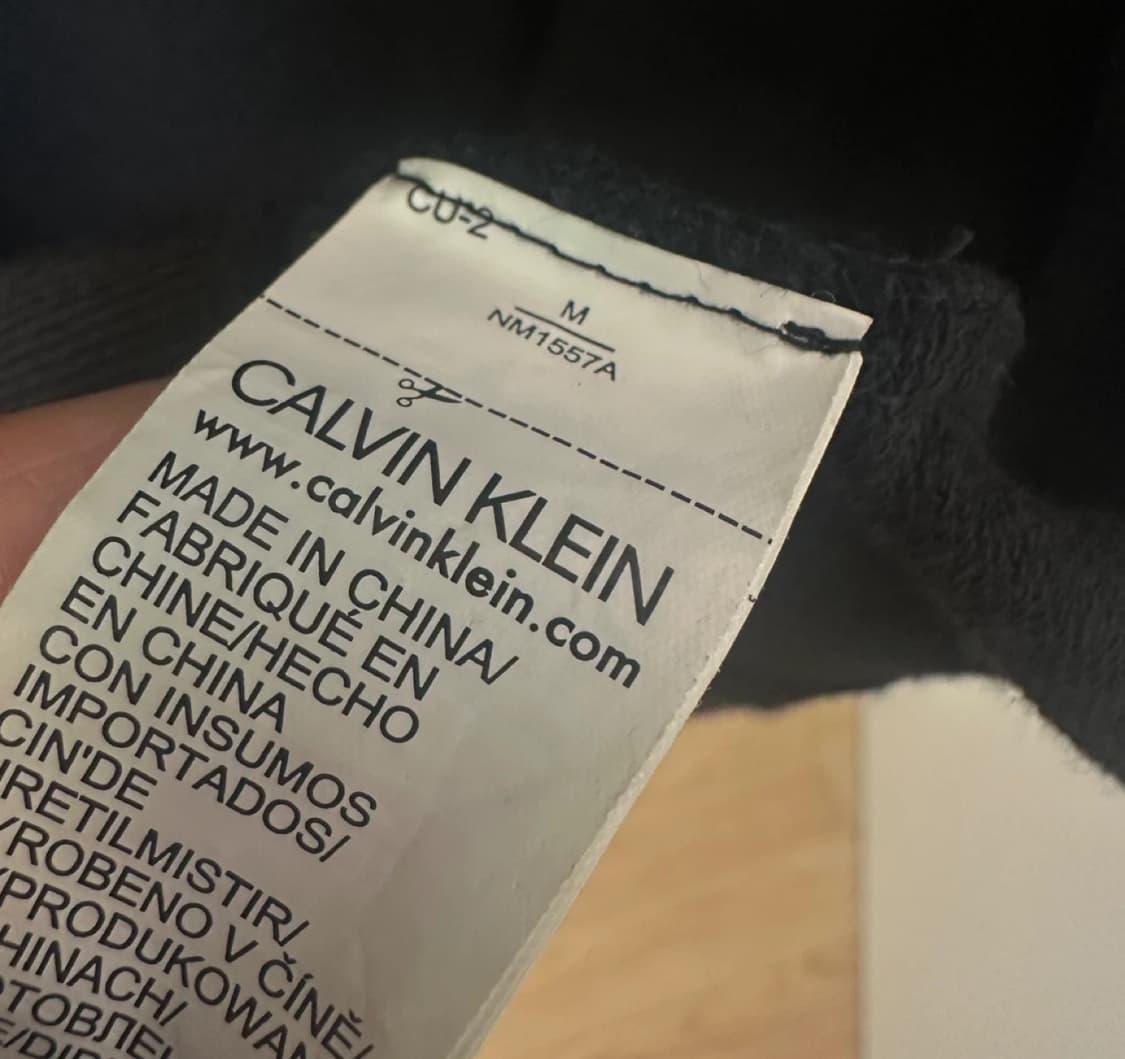 CU-2
M
NM1557A
CALVIN KLEIN
www.calvinklein.com
MADE IN CHINA/
FABRIQUÉ EN
CHINE/HECHO
EN CHINA
CON INSUMOS
IMPORTADOS/
CIN'DE
RETILMISTIR/
/ROBENO V ČÍNĚ/
PRODUKOWAN
HINACH/